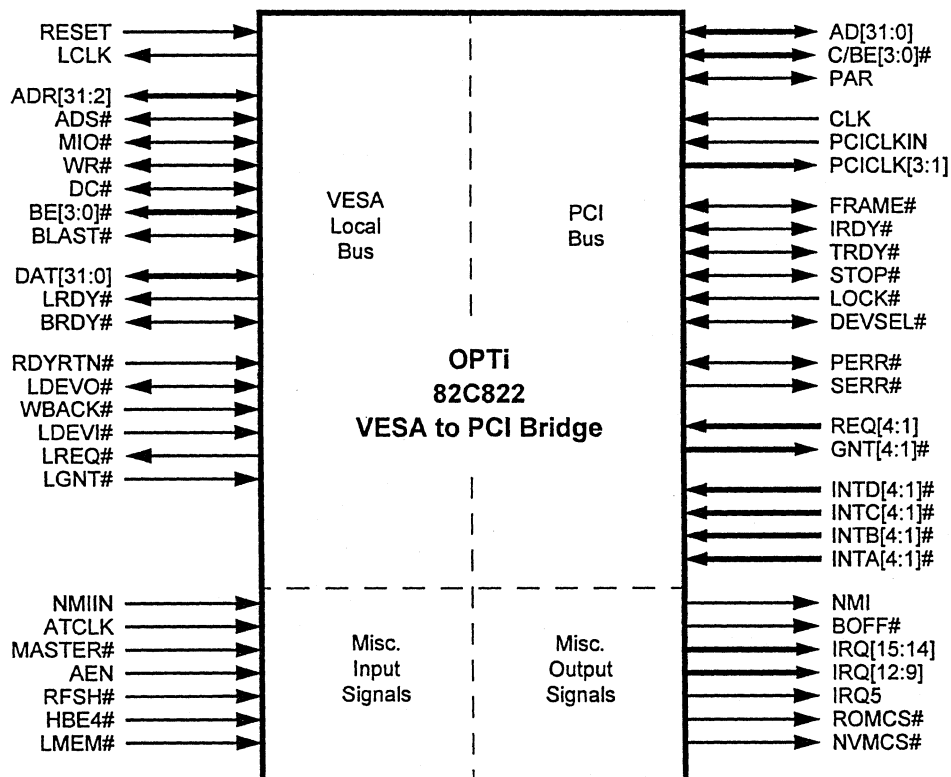 RESET
LCLK
ADR[31:2]
ADS#
MIO#
WR#
DC#
BE[3:0]#
BLAST#
DAT[31:0]
LRDY#
BRDY#
RDYRTN#
LDEVO#
WBACK#
LDEVI#
LREQ#
LGNT#
NMIIN
ATCLK
MASTER#
AEN
RFSH#
HBE4#
LMEM#
VESA
Local
Bus
PCI
Bus
OPTi
82C822
VESA to PCI Bridge
Misc.
Input
Signals
Misc.
Output
Signals
AD[31:0]
C/BE[3:0]#
PAR
CLK
PCICLKIN
PCICLK[3:1]
FRAME#
IRDY#
TRDY#
STOP#
LOCK#
DEVSEL#
PERR#
SERR#
REQ[4:1]
GNT[4:1]#
INTD[4:1]#
INTC[4:1]#
INTB[4:1]#
INTA[4:1]#
NMI
BOFF#
IRQ[15:14]
IRQ[12:9]
IRQ5
ROMCS#
NVMCS#